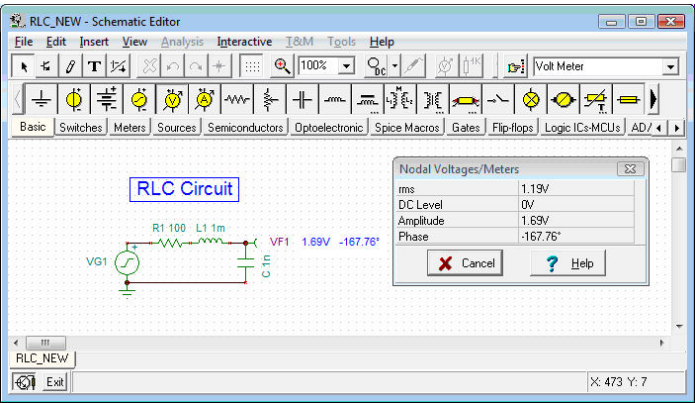 RLC_NEW - Schematic Editor
File Edit Insert View Analysis Interactive T&M Tools Help
T 100% DC 1K Volt Meter
Basic Switches Meters Sources Semiconductors Optoelectronic Spice Macros Gates Flip-flops Logic ICs-MCUs AD/
RLC Circuit
R1 100 L1 1m
VF1 1.69V -167.76°
VG1
C 1n
Nodal Voltages/Meters
rms 1.19V
DC Level 0V
Amplitude 1.69V
Phase -167.76°
Cancel ? Help
RLC_NEW
Exit X: 473 Y: 7